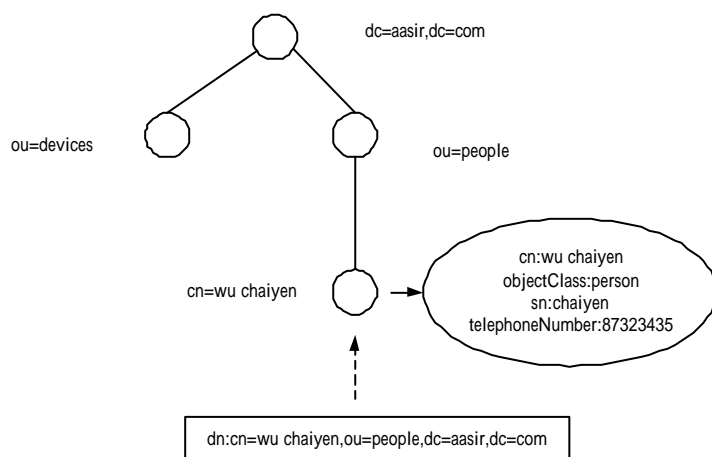 dc=aasir,dc=com
ou=devices
ou=people
cn=wu chaiyen
cn:wu chaiyen
objectClass:person
sn:chaiyen
telephoneNumber:87323435
dn:cn=wu chaiyen,ou=people,dc=aasir,dc=com